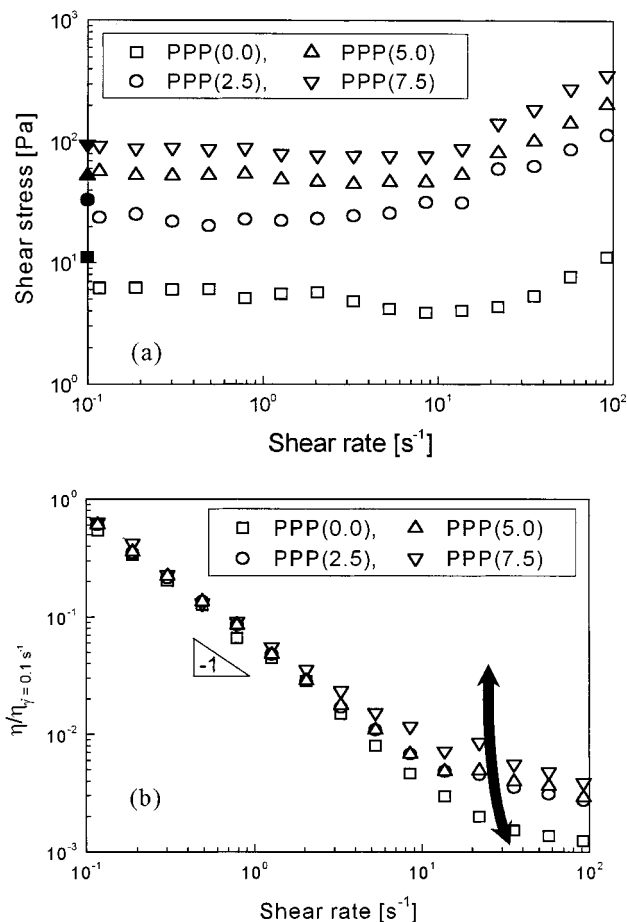 10³
PPP(0.0), PPP(5.0)
PPP(2.5), PPP(7.5)
10²
10¹
10⁰
Shear stress [Pa]
(a)
10⁻¹ 10⁰ 10¹ 10²
Shear rate [s⁻¹]
10⁰
PPP(0.0), PPP(5.0)
PPP(2.5), PPP(7.5)
10⁻¹
10⁻²
10⁻³
η/η γ̇ = 0.1 s⁻¹
-1
(b)
10⁻¹ 10⁰ 10¹ 10²
Shear rate [s⁻¹]